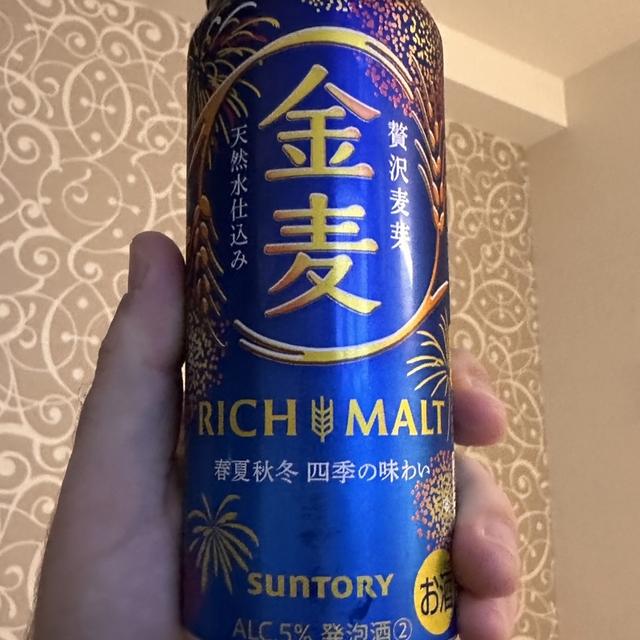 金麦
贅沢麦芽
天然水仕込み
RICH MALT
春夏秋冬 四季の味わい
SUNTORY
お酒
ALC.5% 発泡酒②